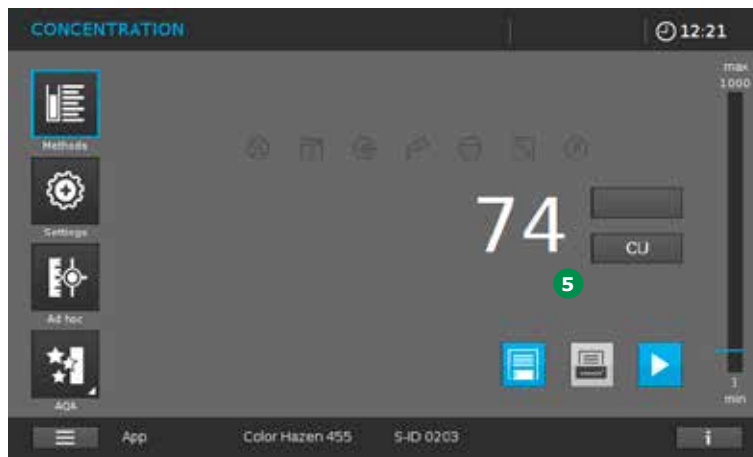 CONCENTRATION
12:21
max
1000
Methods
Settings
74
CU
5
Ad hoc
AQA
1
min
App
Color Hazen 455
S-ID 0203
i